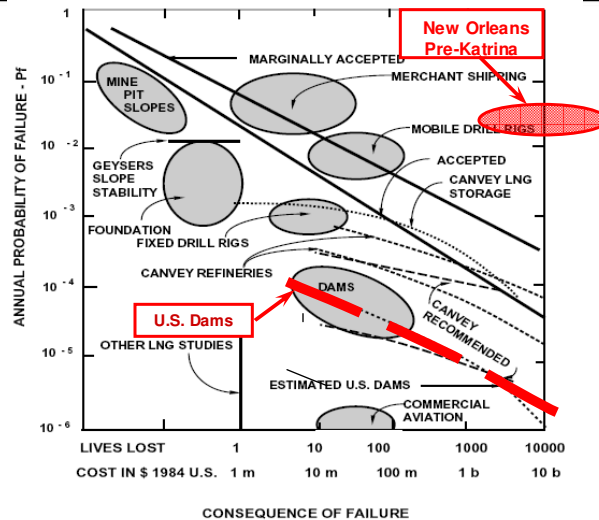 1
New Orleans
Pre-Katrina
MARGINALLY ACCEPTED
MERCHANT SHIPPING
10 -1
MINE
PIT
SLOPES
MOBILE DRILL RIGS
10 -2
ACCEPTED
GEYSERS
SLOPE
STABILITY
CANVEY LNG
STORAGE
10 -3
FOUNDATION
FIXED DRILL RIGS
CANVEY REFINERIES
10 -4
DAMS
U.S. Dams
CANVEY
RECOMMENDED
OTHER LNG STUDIES
10 -5
ESTIMATED U.S. DAMS
COMMERCIAL
AVIATION
10 -6
ANNUAL PROBABILITY OF FAILURE - Pf
LIVES LOST 1 10 100 1000 10000
COST IN $ 1984 U.S. 1 m 10 m 100 m 1 b 10 b
CONSEQUENCE OF FAILURE